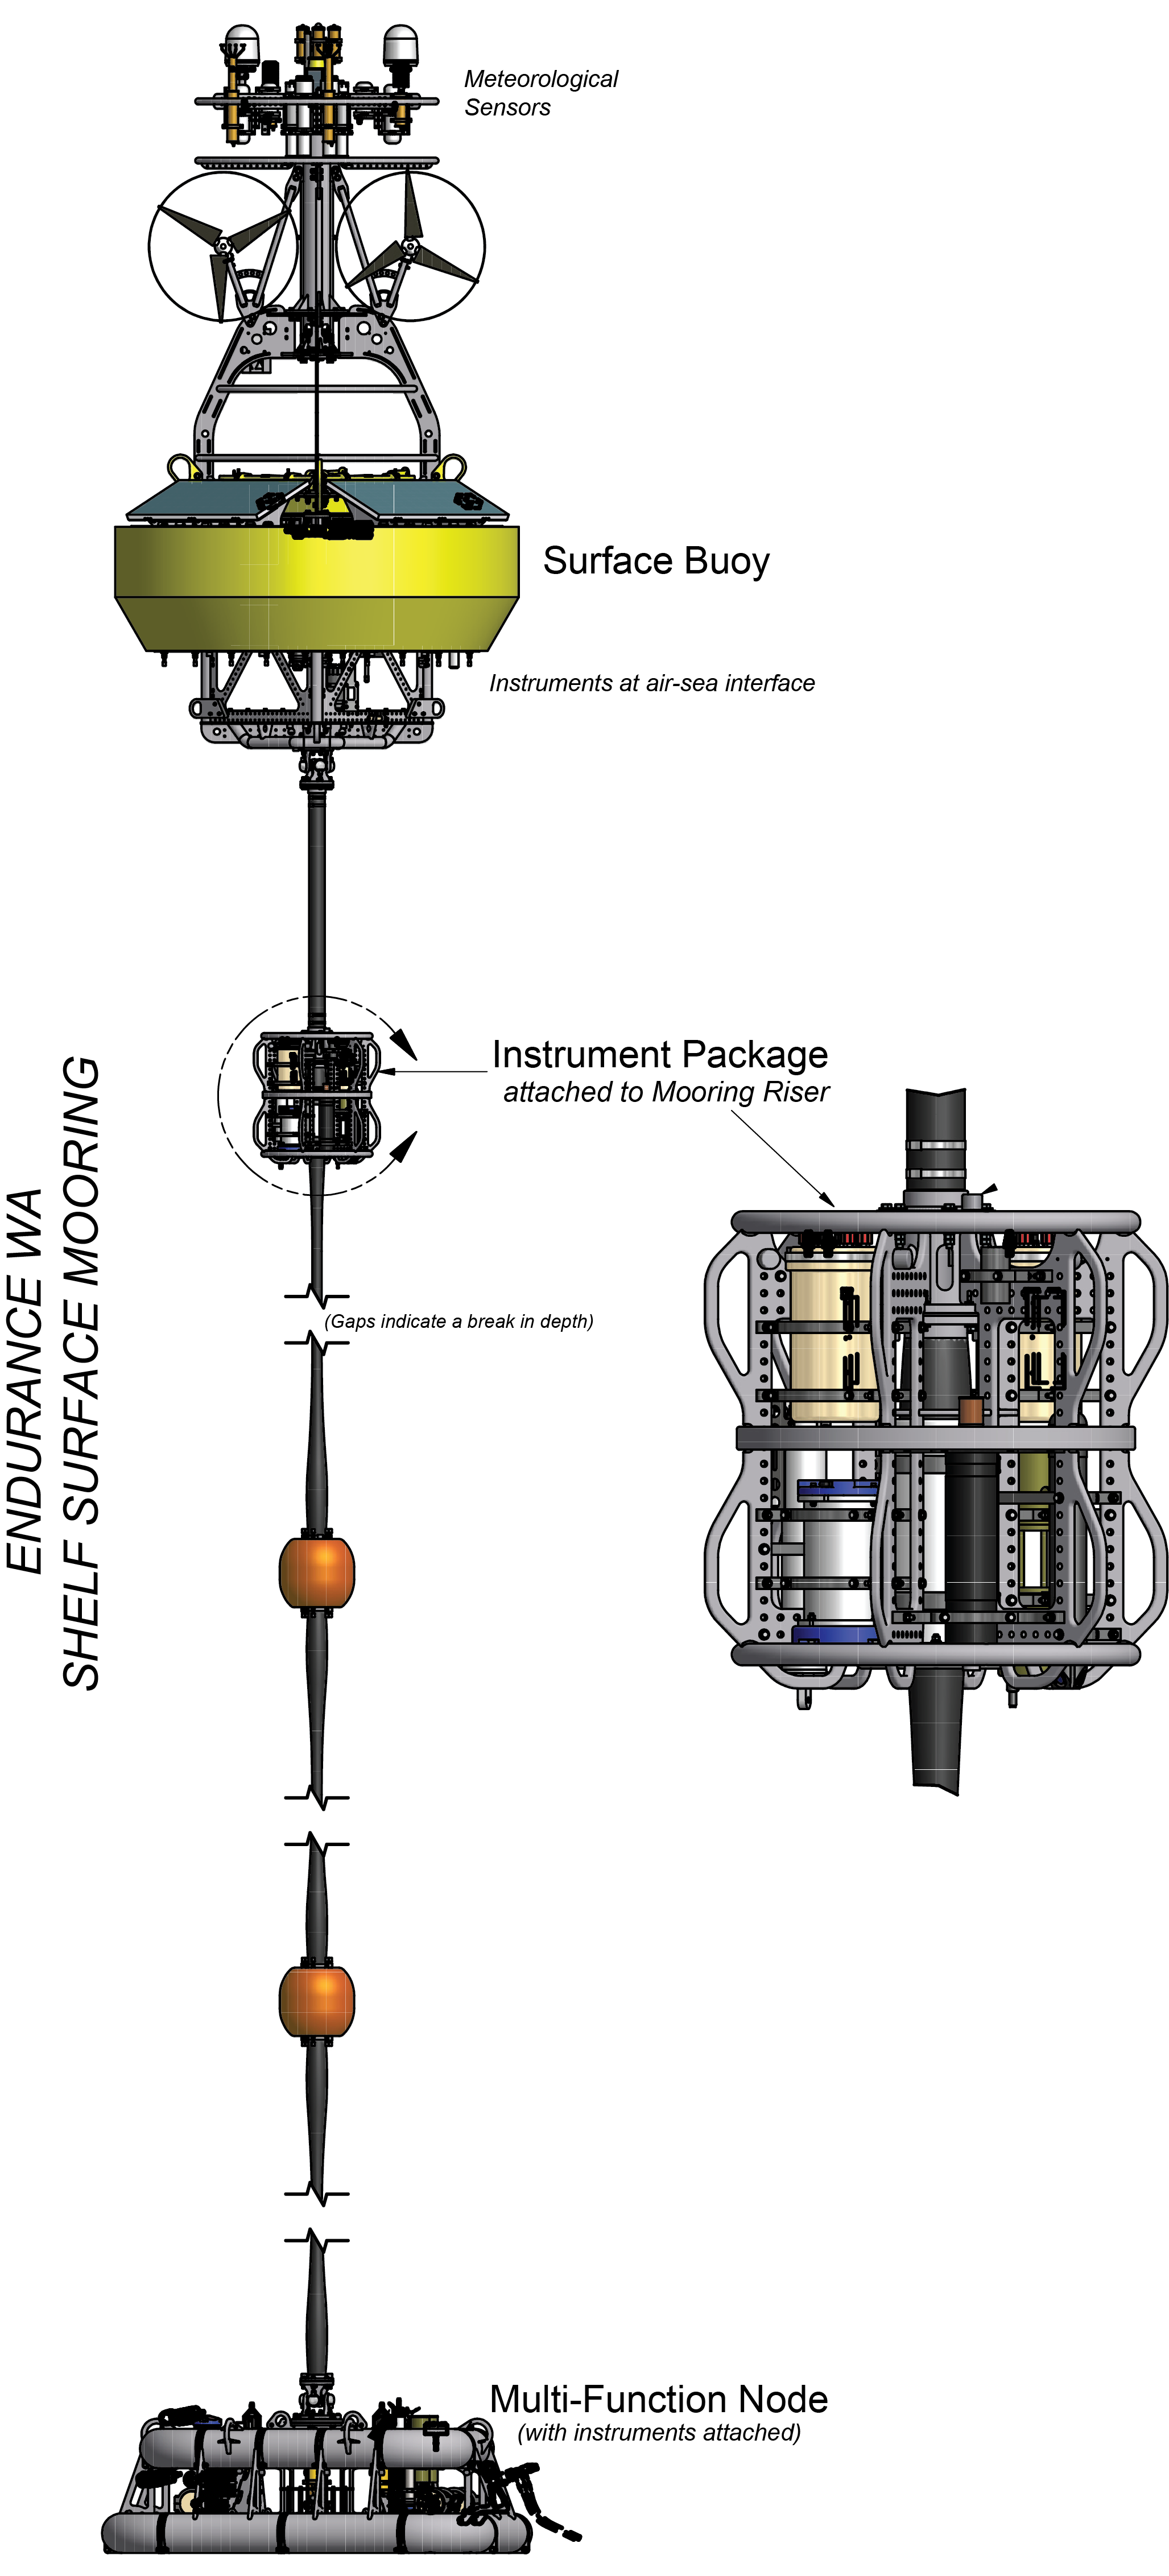 Meteorological
Sensors
Surface Buoy
Instruments at air-sea interface
Instrument Package
attached to Mooring Riser
(Gaps indicate a break in depth)
ENDURANCE WA
SHELF SURFACE MOORING
Multi-Function Node
(with instruments attached)